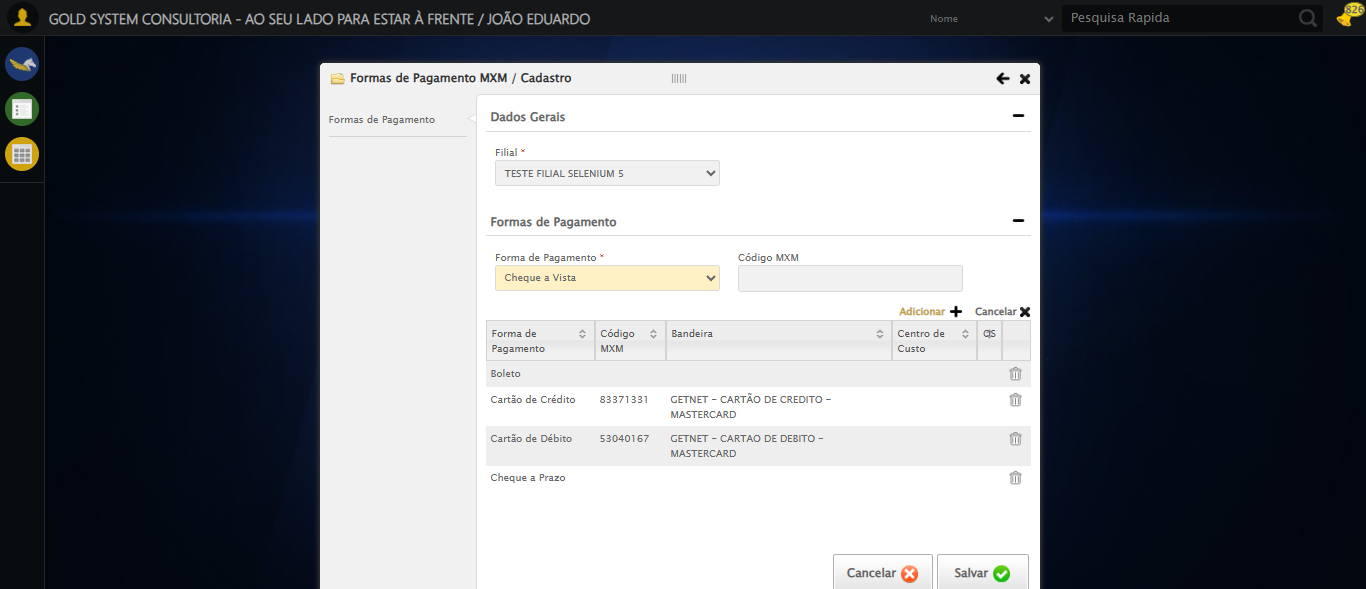 GOLD SYSTEM CONSULTORIA - AO SEU LADO PARA ESTAR À FRENTE / JOÃO EDUARDO
Nome
Pesquisa Rapida
826
Formas de Pagamento MXM / Cadastro
Formas de Pagamento
Dados Gerais
Filial *
TESTE FILIAL SELENIUM 5
Formas de Pagamento
Forma de Pagamento * Código MXM
Cheque a Vista
Adicionar Cancelar
Forma de Pagamento Código MXM Bandeira Centro de Custo
Boleto
Cartão de Crédito 83371331 GETNET - CARTÃO DE CREDITO -
MASTERCARD
Cartão de Débito 53040167 GETNET - CARTAO DE DEBITO -
MASTERCARD
Cheque a Prazo
Cancelar Salvar